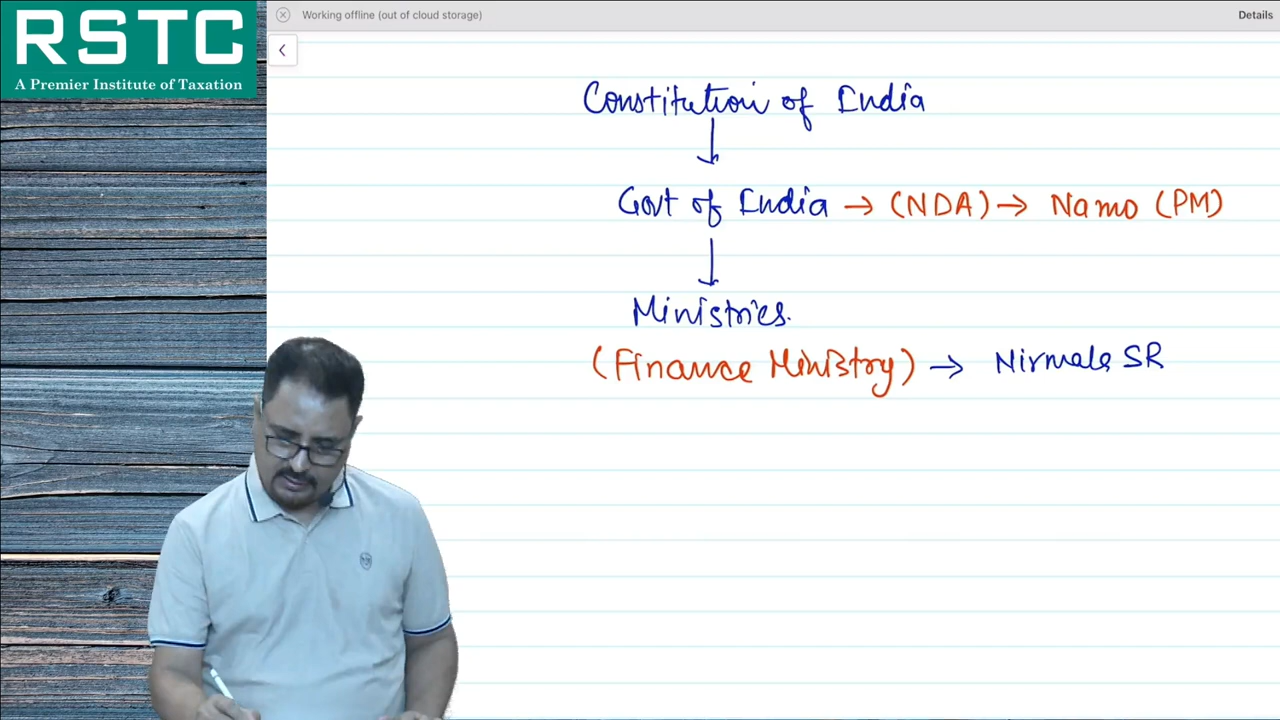 RSTC
A Premier Institute of Taxation
Working offline (out of cloud storage)
Details
Constitution of India
↓
Govt of India → (NDA) → Namo (PM)
↓
Ministries.
(Finance Ministry) → Nirmala SR